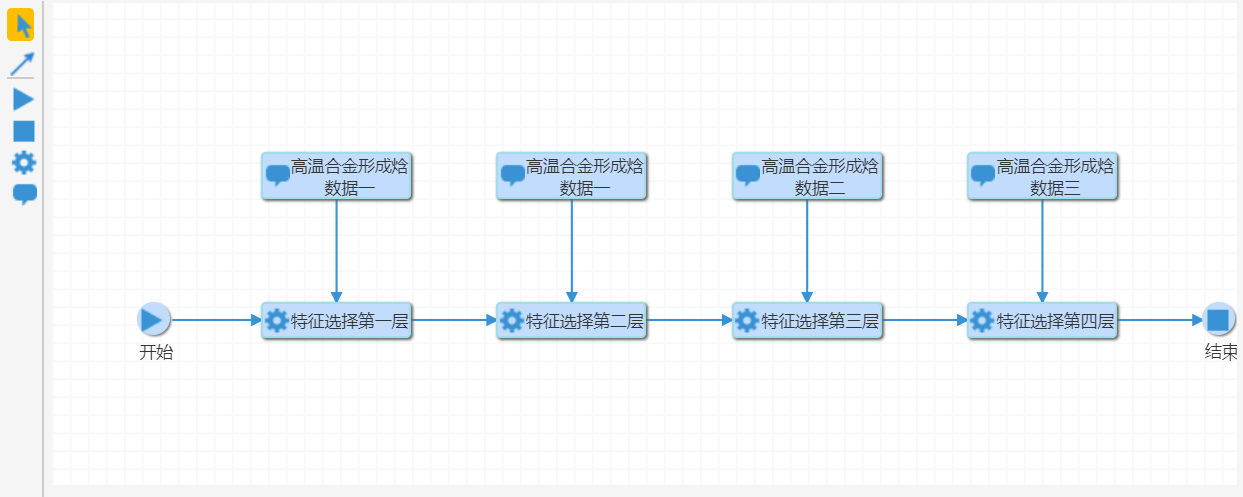 高温合金形成焓
数据一
高温合金形成焓
数据一
高温合金形成焓
数据二
高温合金形成焓
数据三
特征选择第一层
特征选择第二层
特征选择第三层
特征选择第四层
开始
结束